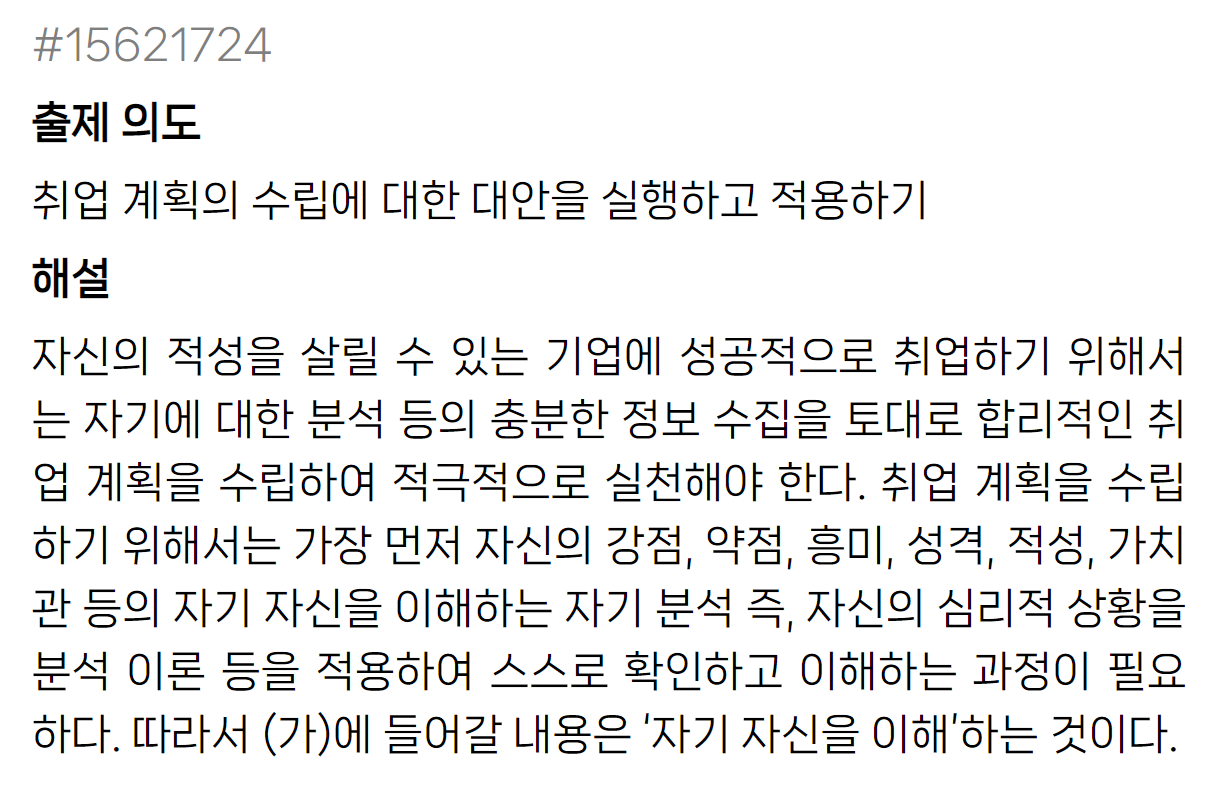 #15621724
출제 의도
취업 계획의 수립에 대한 대안을 실행하고 적용하기
해설
자신의 적성을 살릴 수 있는 기업에 성공적으로 취업하기 위해서
는 자기에 대한 분석 등의 충분한 정보 수집을 토대로 합리적인 취
업 계획을 수립하여 적극적으로 실천해야 한다. 취업 계획을 수립
하기 위해서는 가장 먼저 자신의 강점, 약점, 흥미, 성격, 적성, 가치
관 등의 자기 자신을 이해하는 자기 분석 즉, 자신의 심리적 상황을
분석 이론 등을 적용하여 스스로 확인하고 이해하는 과정이 필요
하다. 따라서 (가)에 들어갈 내용은 '자기 자신을 이해'하는 것이다.